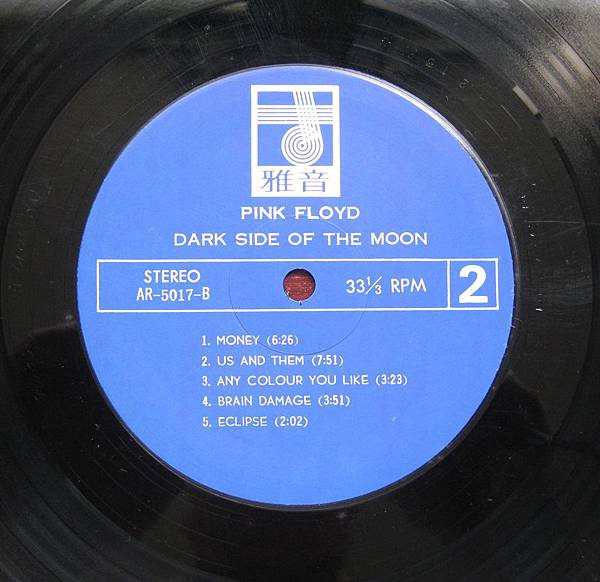 雅音
PINK FLOYD
DARK SIDE OF THE MOON
STEREO
AR-5017-B
33⅓ RPM
2
1. MONEY (6:26)
2. US AND THEM (7:51)
3. ANY COLOUR YOU LIKE (3:23)
4. BRAIN DAMAGE (3:51)
5. ECLIPSE (2:02)